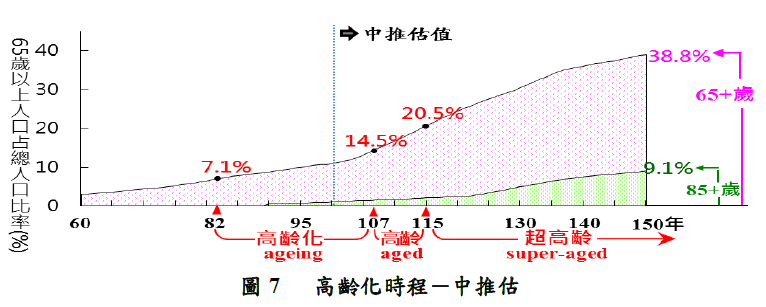 65歲以上人口占總人口比率(%)
40
30
20
10
0
中推估值
7.1%
14.5%
20.5%
38.8%
65+歲
9.1%
85+歲
60 82 95 107 115 130 140 150年
高齡化 高齡 超高齡
ageing aged super-aged
圖 7 高齡化時程－中推估